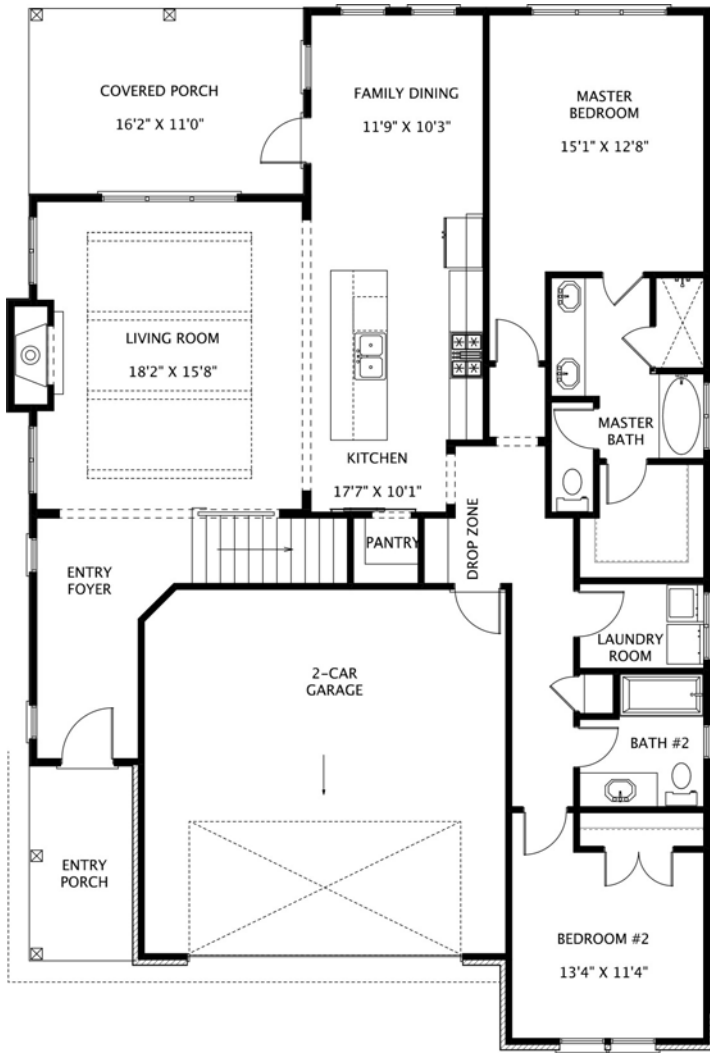 COVERED PORCH
16'2" X 11'0"
FAMILY DINING
11'9" X 10'3"
MASTER
BEDROOM
15'1" X 12'8"
LIVING ROOM
18'2" X 15'8"
KITCHEN
17'7" X 10'1"
MASTER
BATH
PANTRY
DROP ZONE
ENTRY
FOYER
LAUNDRY
ROOM
2-CAR
GARAGE
BATH #2
ENTRY
PORCH
BEDROOM #2
13'4" X 11'4"